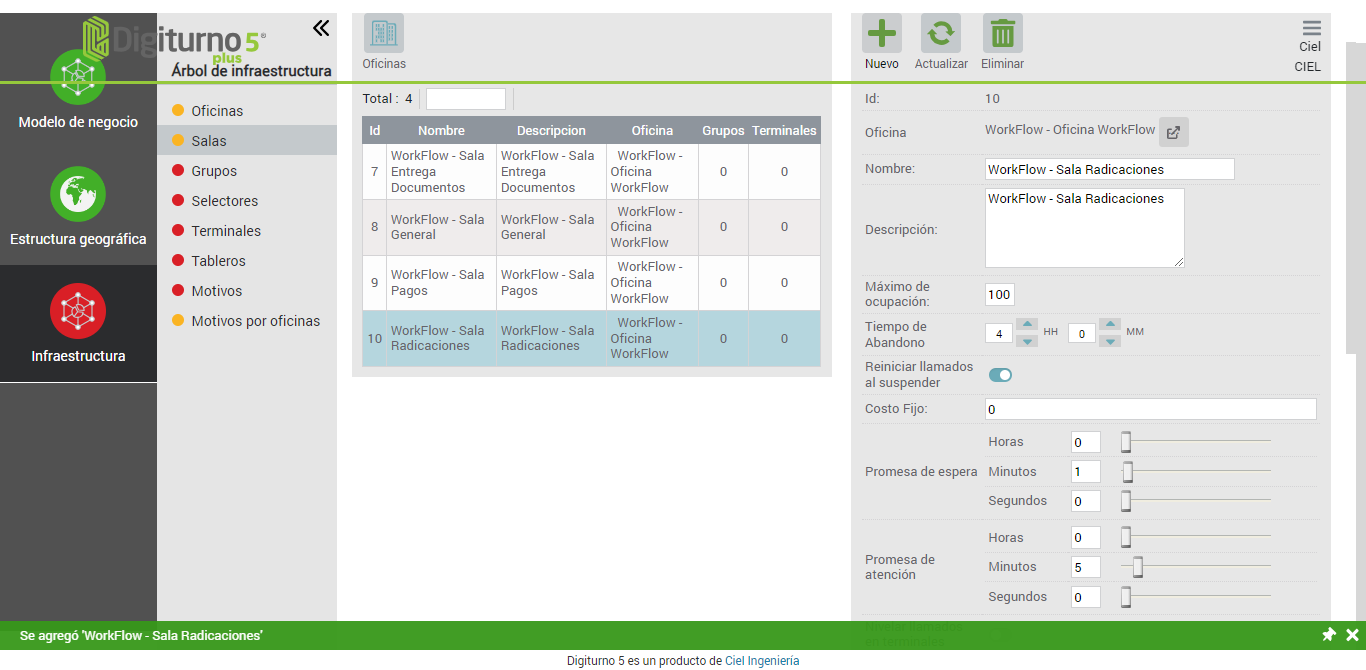 Digiturno 5®
plus
Árbol de infraestructura
Modelo de negocio
Estructura geográfica
Infraestructura
Oficinas
Salas
Grupos
Selectores
Terminales
Tableros
Motivos
Motivos por oficinas
Oficinas
Total : 4
Id Nombre Descripcion Oficina Grupos Terminales
7 WorkFlow - Sala Entrega Documentos WorkFlow - Sala Entrega Documentos WorkFlow - Oficina WorkFlow 0 0
8 WorkFlow - Sala General WorkFlow - Sala General WorkFlow - Oficina WorkFlow 0 0
9 WorkFlow - Sala Pagos WorkFlow - Sala Pagos WorkFlow - Oficina WorkFlow 0 0
10 WorkFlow - Sala Radicaciones WorkFlow - Sala Radicaciones WorkFlow - Oficina WorkFlow 0 0
Nuevo Actualizar Eliminar
Ciel
CIEL
Id: 10
Oficina WorkFlow - Oficina WorkFlow
Nombre: WorkFlow - Sala Radicaciones
Descripción: WorkFlow - Sala Radicaciones
Máximo de
ocupación: 100
Tiempo de
Abandono 4 HH 0 MM
Reiniciar llamados
al suspender
Costo Fijo: 0
Promesa de espera
Horas 0
Minutos 1
Segundos 0
Promesa de
atención
Horas 0
Minutos 5
Segundos 0
Se agregó 'WorkFlow - Sala Radicaciones'
Digiturno 5 es un producto de Ciel Ingeniería